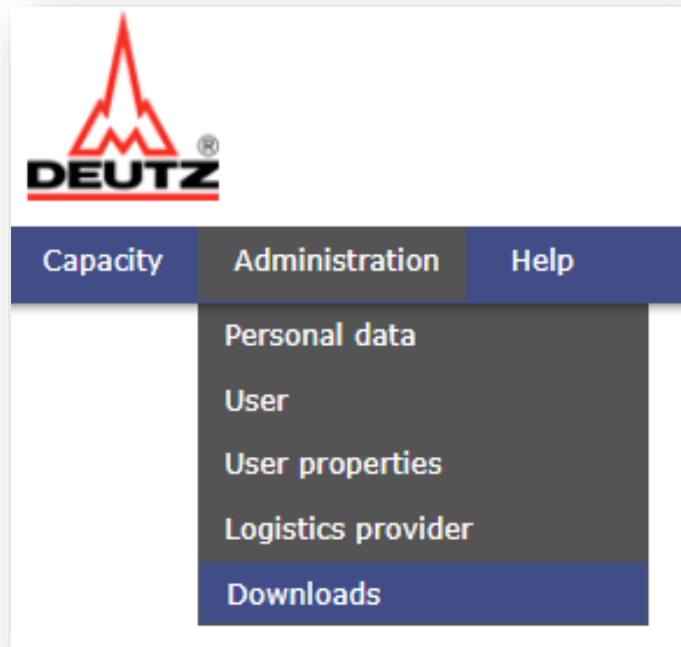 DEUTZ®
Capacity Administration Help
Personal data
User
User properties
Logistics provider
Downloads